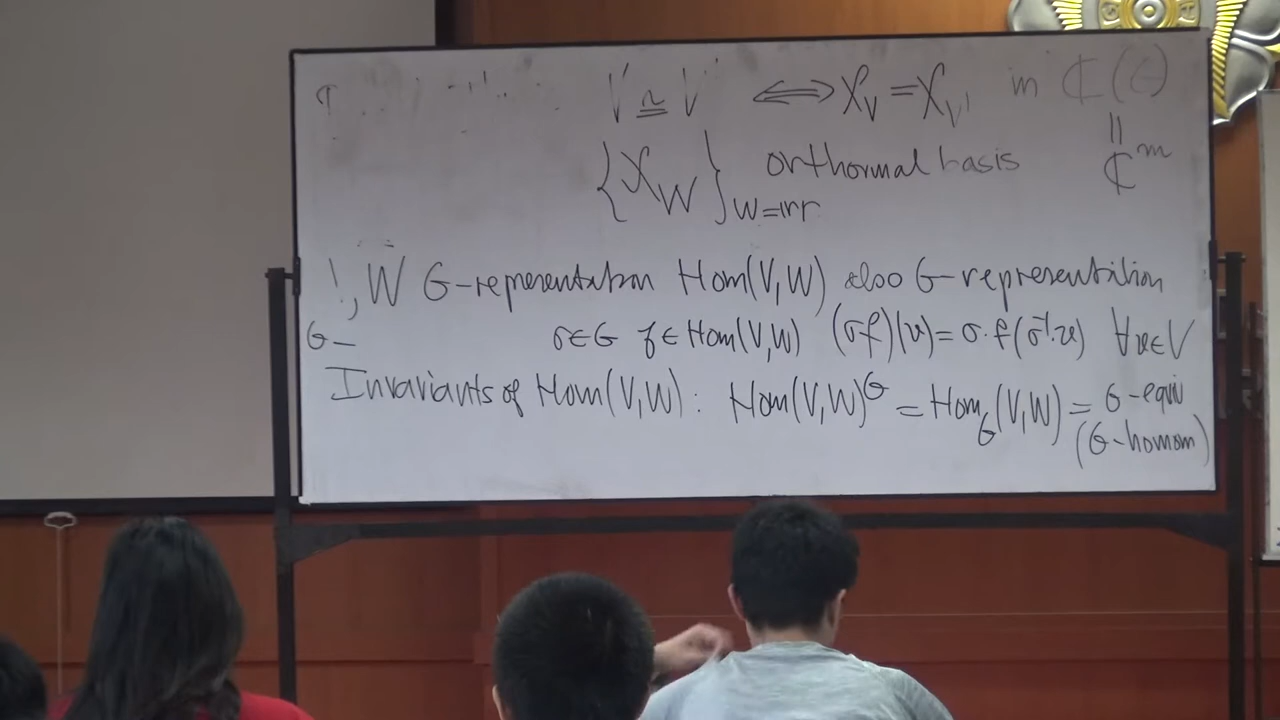 V ≅ V' ⟺ χ_V = χ_V' in ℂ(G)
|| ℂ^m
{χ_W}_W=irr orthormal basis
, W G-representation Hom(V,W) also G-representation
G- σ∈G f∈Hom(V,W) (σf)(v) = σ·f(σ⁻¹·v) ∀v∈V
Invariants of Hom(V,W): Hom(V,W)^G = Hom_G(V,W) = G-equiv
(G-homom)